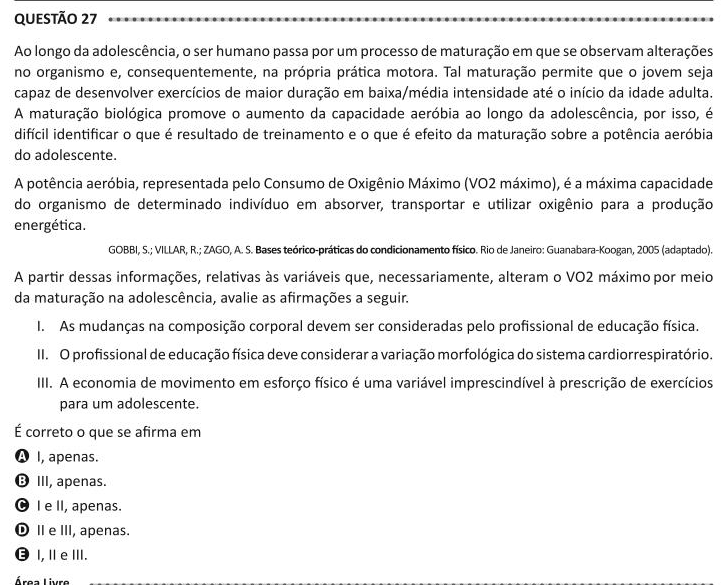 QUESTÃO 27
Ao longo da adolescência, o ser humano passa por um processo de maturação em que se observam alterações
no organismo e, consequentemente, na própria prática motora. Tal maturação permite que o jovem seja
capaz de desenvolver exercícios de maior duração em baixa/média intensidade até o início da idade adulta.
A maturação biológica promove o aumento da capacidade aeróbia ao longo da adolescência, por isso, é
difícil identificar o que é resultado de treinamento e o que é efeito da maturação sobre a potência aeróbia
do adolescente.
A potência aeróbia, representada pelo Consumo de Oxigênio Máximo (VO2 máximo), é a máxima capacidade
do organismo de determinado indivíduo em absorver, transportar e utilizar oxigênio para a produção
energética.
GOBBI, S.; VILLAR, R.; ZAGO, A. S. Bases teórico-práticas do condicionamento físico. Rio de Janeiro: Guanabara-Koogan, 2005 (adaptado).
A partir dessas informações, relativas às variáveis que, necessariamente, alteram o VO2 máximo por meio
da maturação na adolescência, avalie as afirmações a seguir.
I. As mudanças na composição corporal devem ser consideradas pelo profissional de educação física.
II. O profissional de educação física deve considerar a variação morfológica do sistema cardiorrespiratório.
III. A economia de movimento em esforço físico é uma variável imprescindível à prescrição de exercícios
para um adolescente.
É correto o que se afirma em
A I, apenas.
B III, apenas.
C I e II, apenas.
D II e III, apenas.
E I, II e III.
Área Livre